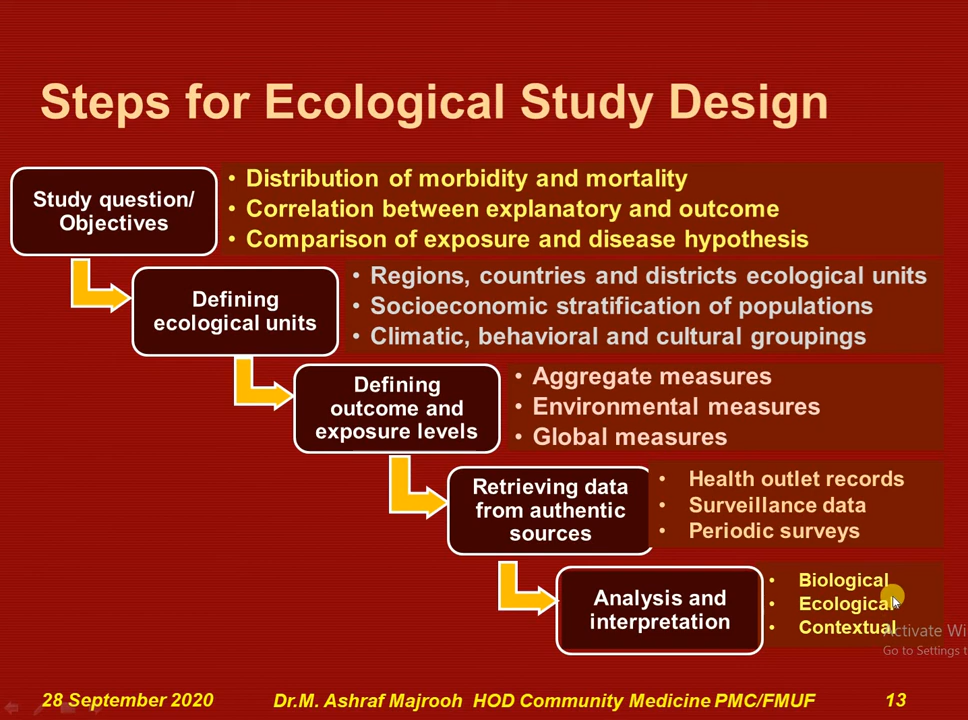 Steps for Ecological Study Design
Study question/
Objectives
• Distribution of morbidity and mortality
• Correlation between explanatory and outcome
• Comparison of exposure and disease hypothesis
Defining
ecological units
• Regions, countries and districts ecological units
• Socioeconomic stratification of populations
• Climatic, behavioral and cultural groupings
Defining
outcome and
exposure levels
• Aggregate measures
• Environmental measures
• Global measures
Retrieving data
from authentic
sources
• Health outlet records
• Surveillance data
• Periodic surveys
Analysis and
interpretation
• Biological
• Ecological
• Contextual
Activate Wi
Go to Settings t
28 September 2020
Dr.M. Ashraf Majrooh HOD Community Medicine PMC/FMUF
13